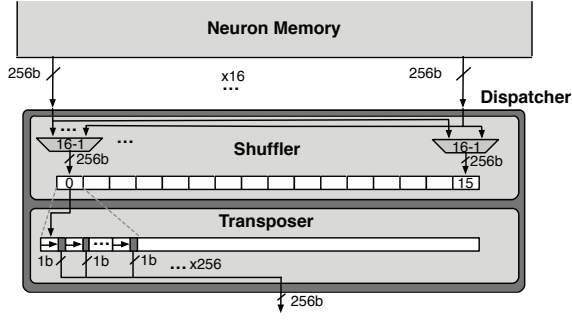 Neuron Memory
256b x16 256b
...
Dispatcher
... 16-1 ... 16-1
256b Shuffler 256b
0 15
Transposer
...
1b 1b 1b ... x256
256b